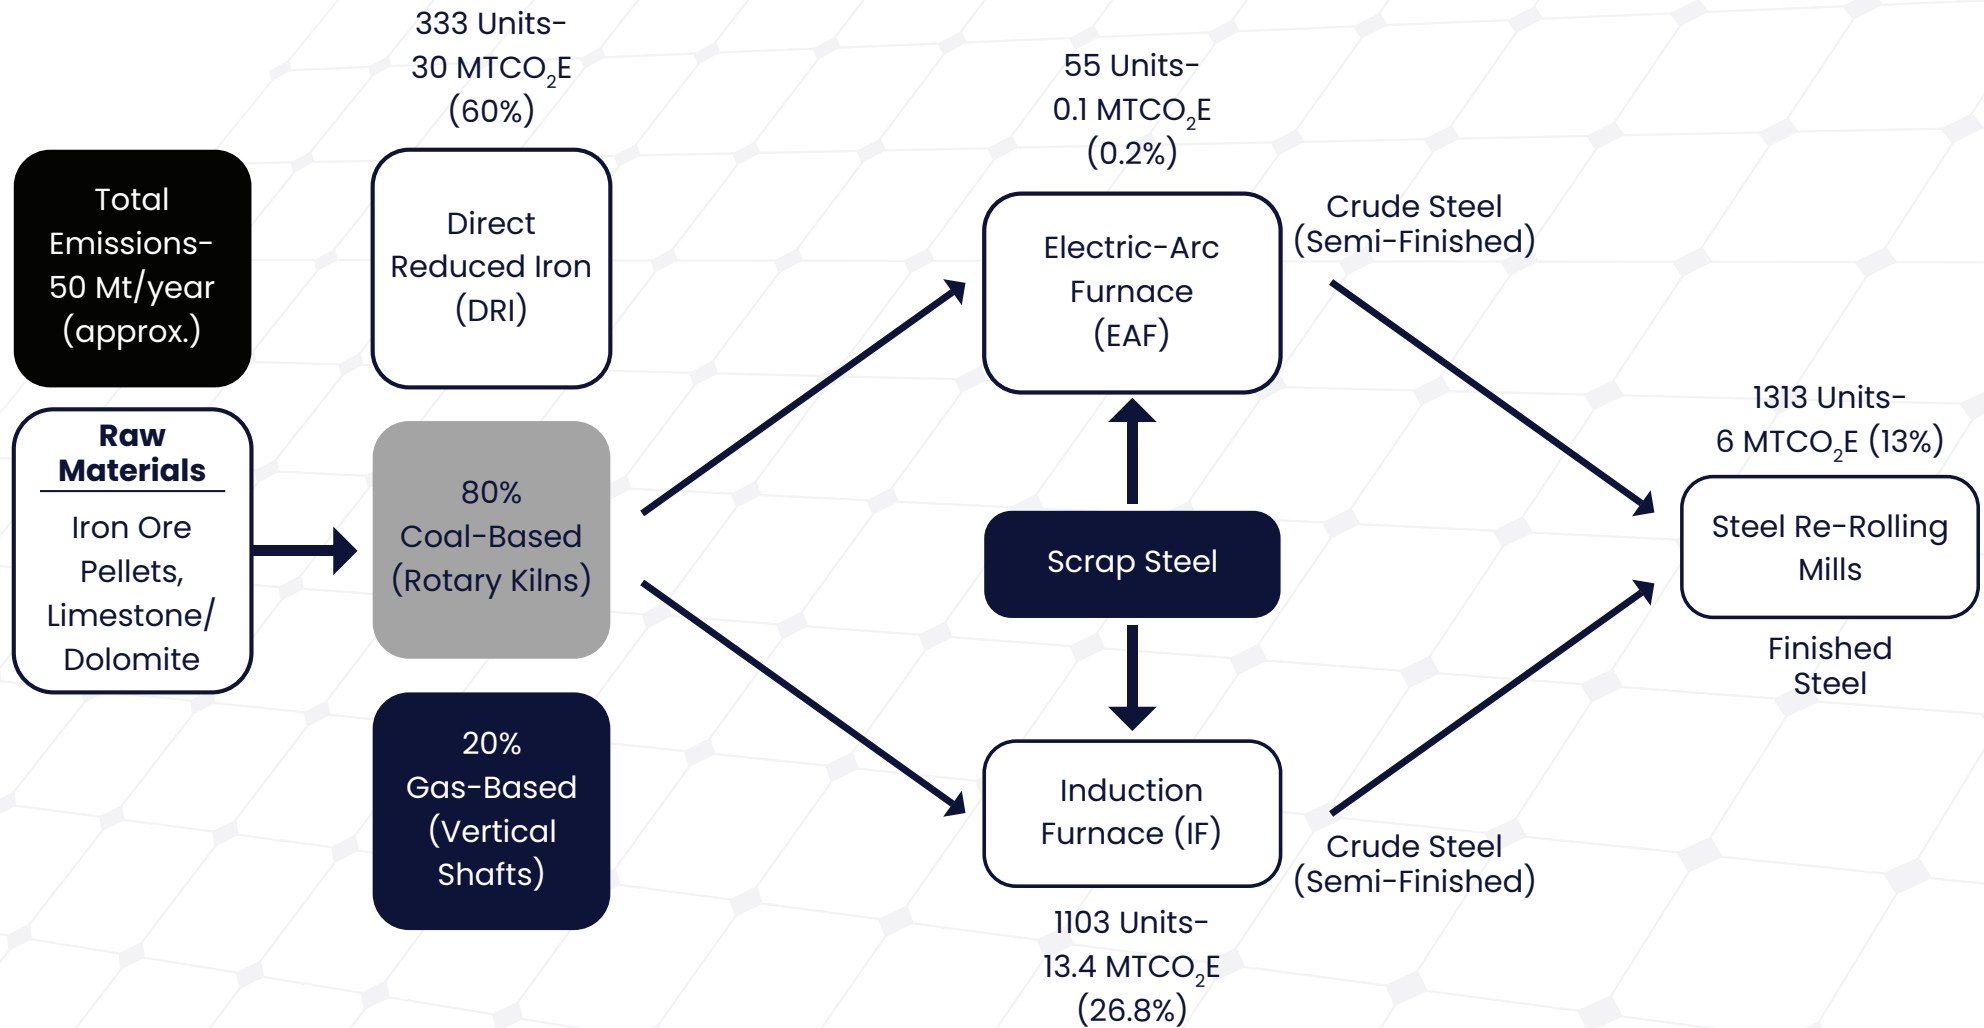 333 Units-
30 MTCO₂E
(60%)
55 Units-
0.1 MTCO₂E
(0.2%)
Total
Emissions-
50 Mt/year
(approx.)
Direct
Reduced Iron
(DRI)
Electric-Arc
Furnace
(EAF)
Crude Steel
(Semi-Finished)
Raw
Materials
Iron Ore
Pellets,
Limestone/
Dolomite
80%
Coal-Based
(Rotary Kilns)
Scrap Steel
1313 Units-
6 MTCO₂E (13%)
Steel Re-Rolling
Mills
Finished
Steel
20%
Gas-Based
(Vertical
Shafts)
Induction
Furnace (IF)
Crude Steel
(Semi-Finished)
1103 Units-
13.4 MTCO₂E
(26.8%)